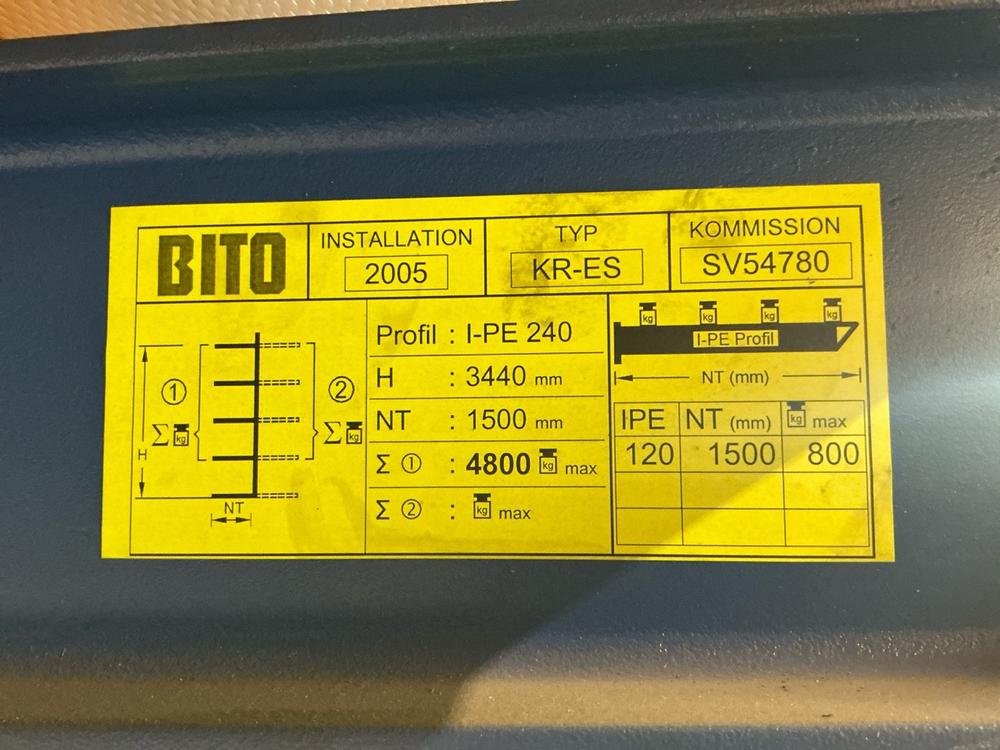 BITO
INSTALLATION
2005
TYP
KR-ES
KOMMISSION
SV54780
H
① Σ kg
② Σ kg
NT
Profil : I-PE 240
H : 3440 mm
NT : 1500 mm
Σ ① : 4800 kg max
Σ ② : kg max
kg kg kg kg
I-PE Profil
NT (mm)
IPE NT (mm) kg max
120 1500 800